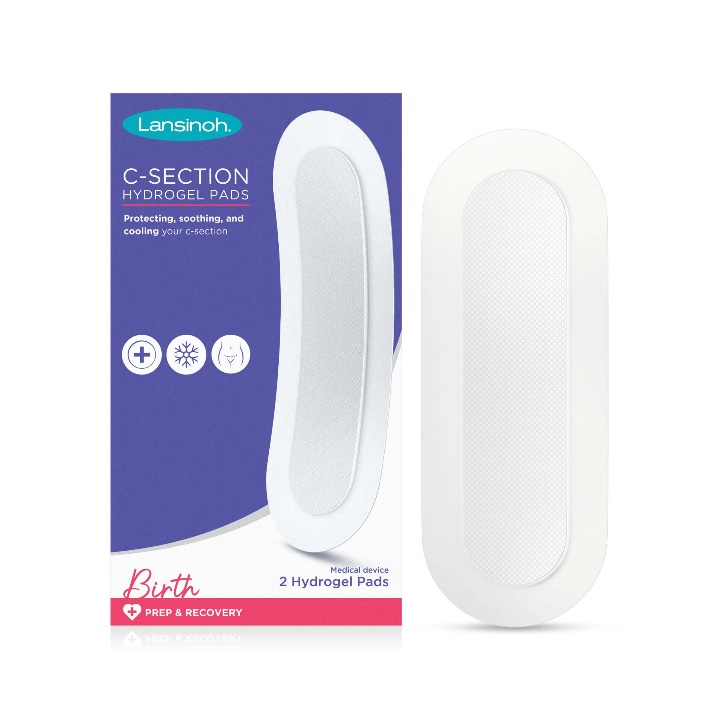 Lansinoh®
C-SECTION
HYDROGEL PADS
Protecting, soothing, and
cooling your c-section
Medical device
2 Hydrogel Pads
Birth
PREP & RECOVERY